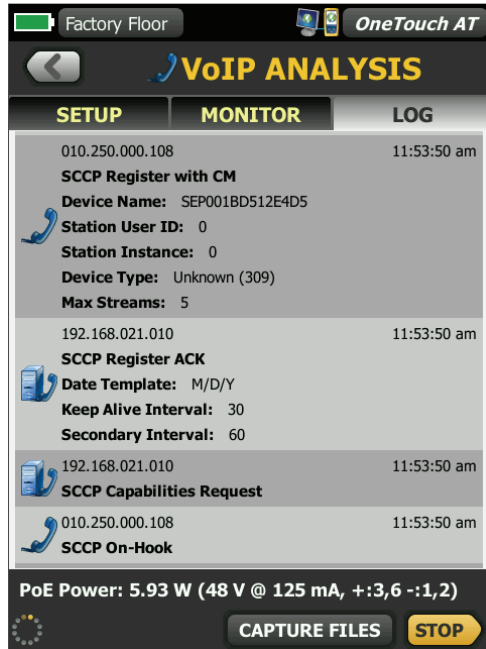 Factory Floor
OneTouch AT
VoIP ANALYSIS
SETUP MONITOR LOG
010.250.000.108 11:53:50 am
SCCP Register with CM
Device Name: SEP001BD512E4D5
Station User ID: 0
Station Instance: 0
Device Type: Unknown (309)
Max Streams: 5
192.168.021.010 11:53:50 am
SCCP Register ACK
Date Template: M/D/Y
Keep Alive Interval: 30
Secondary Interval: 60
192.168.021.010 11:53:50 am
SCCP Capabilities Request
010.250.000.108 11:53:50 am
SCCP On-Hook
PoE Power: 5.93 W (48 V @ 125 mA, +:3,6 -:1,2)
CAPTURE FILES STOP